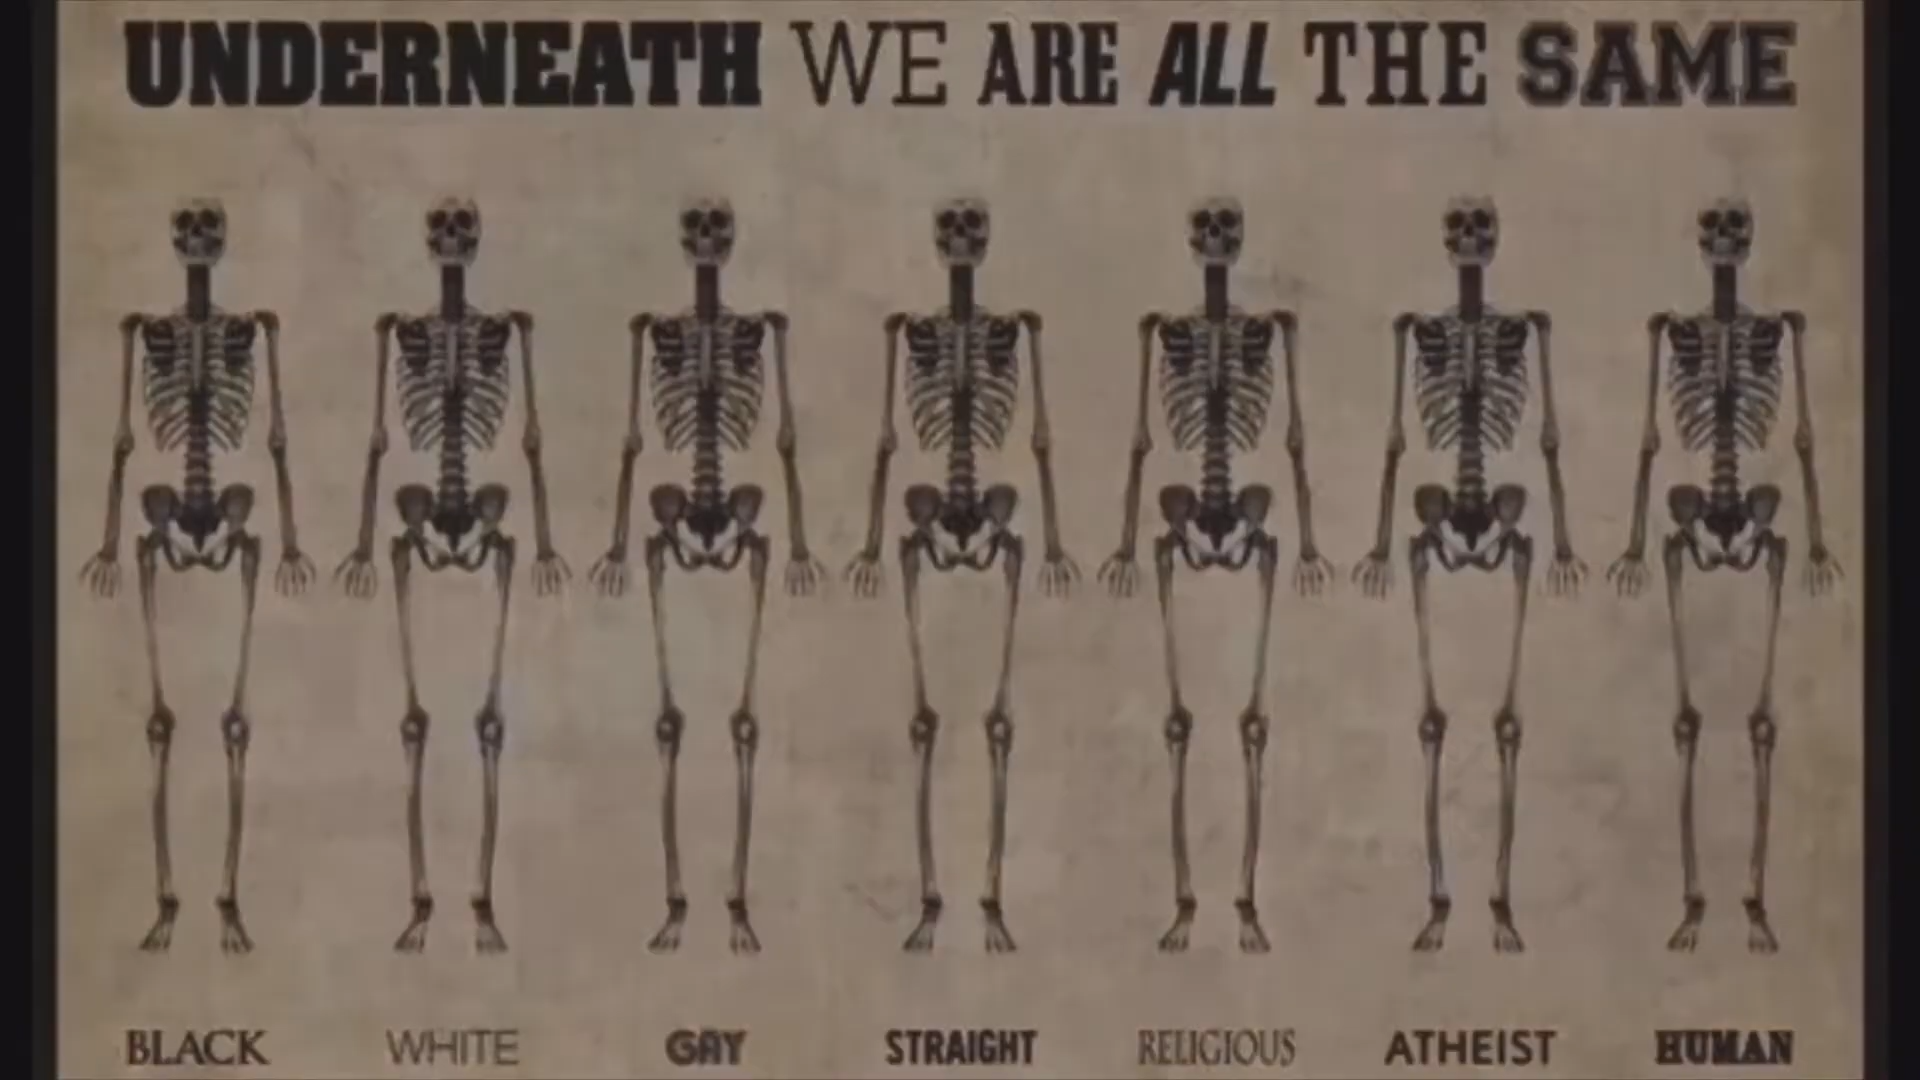 UNDERNEATH WE ARE ALL THE SAME
BLACK WHITE GAY STRAIGHT RELIGIOUS ATHEIST HUMAN